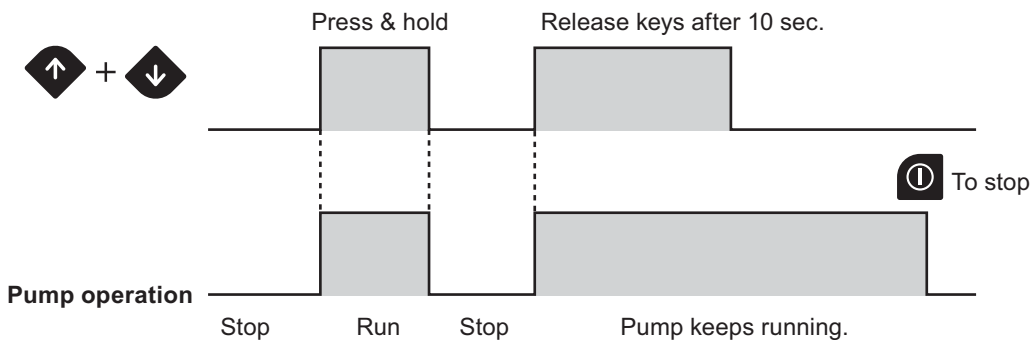 Press & hold
Release keys after 10 sec.
+
To stop
Pump operation
Stop
Run
Stop
Pump keeps running.